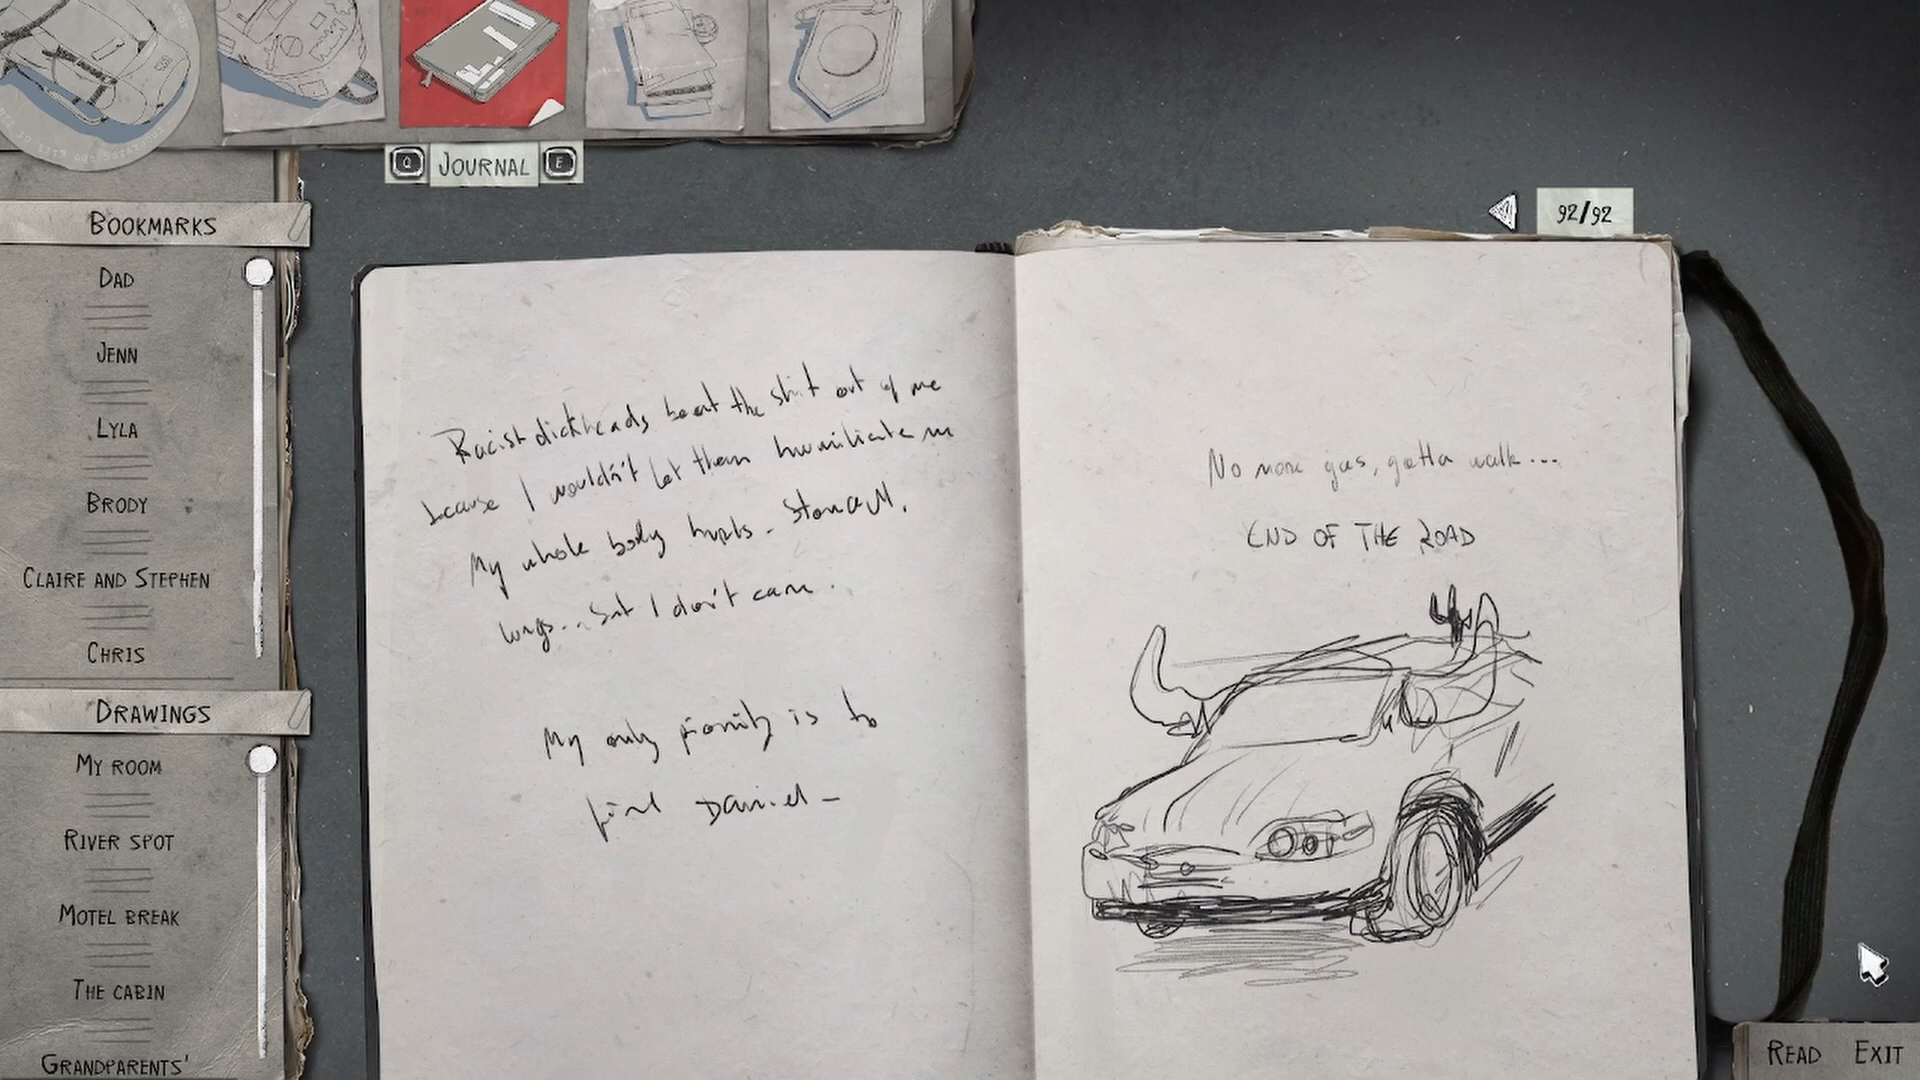 Q JOURNAL E
92/92
BOOKMARKS
DAD
JENN
LYLA
BRODY
CLAIRE AND STEPHEN
CHRIS
DRAWINGS
MY ROOM
RIVER SPOT
MOTEL BREAK
THE CABIN
GRANDPARENTS'
Racist dickheads beat the shit out of me
because I wouldn't let them humiliate me
My whole body hurts. Stomach,
lungs... but I don't care.
My only priority is to
find Daniel -
No more gas, gotta walk...
END OF THE ROAD
READ EXIT